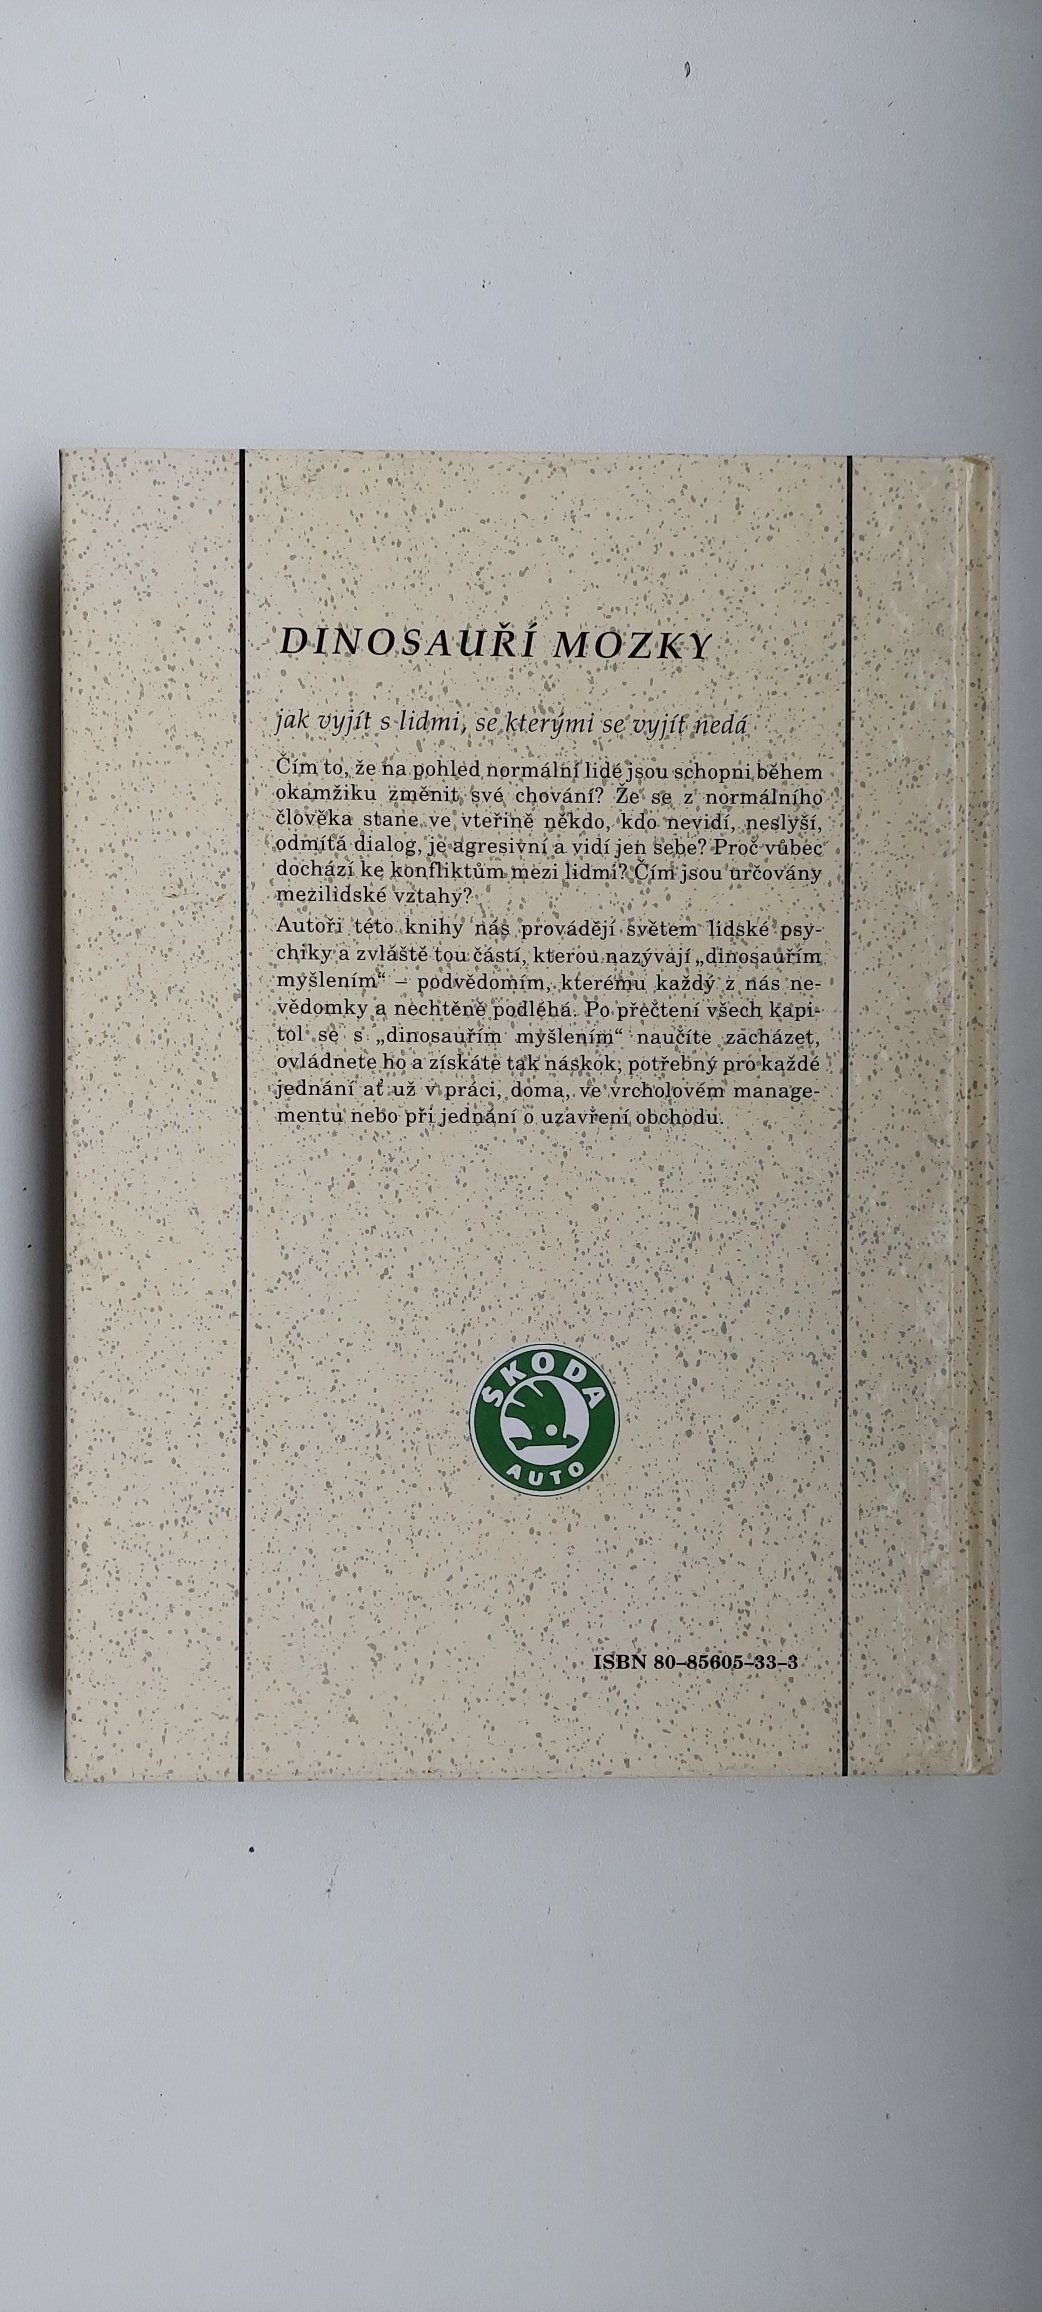 DINOSAUŘÍ MOZKY
jak vyjít s lidmi, se kterými se vyjít nedá
Čím to, že na pohled normální lidé jsou schopni během
okamžiku změnit své chování? Že se z normálního
člověka stane ve vteřině někdo, kdo nevidí, neslyší,
odmítá dialog, je agresivní a vidí jen sebe? Proč vůbec
dochází ke konfliktům mezi lidmi? Čím jsou určovány
mezilidské vztahy?
Autoři této knihy nás provádějí světem lidské psy-
chiky a zvláště tou částí, kterou nazývají „dinosauřím
myšlením“ – podvědomím, kterému každý z nás ne-
vědomky a nechtěně podléhá. Po přečtení všech kapi-
tol se s „dinosauřím myšlením“ naučíte zacházet,
ovládnete ho a získáte tak náskok, potřebný pro každé
jednání ať už v práci, doma, ve vrcholovém manage-
mentu nebo při jednání o uzavření obchodu.
ŠKODA
AUTO
ISBN 80–85605–33–3